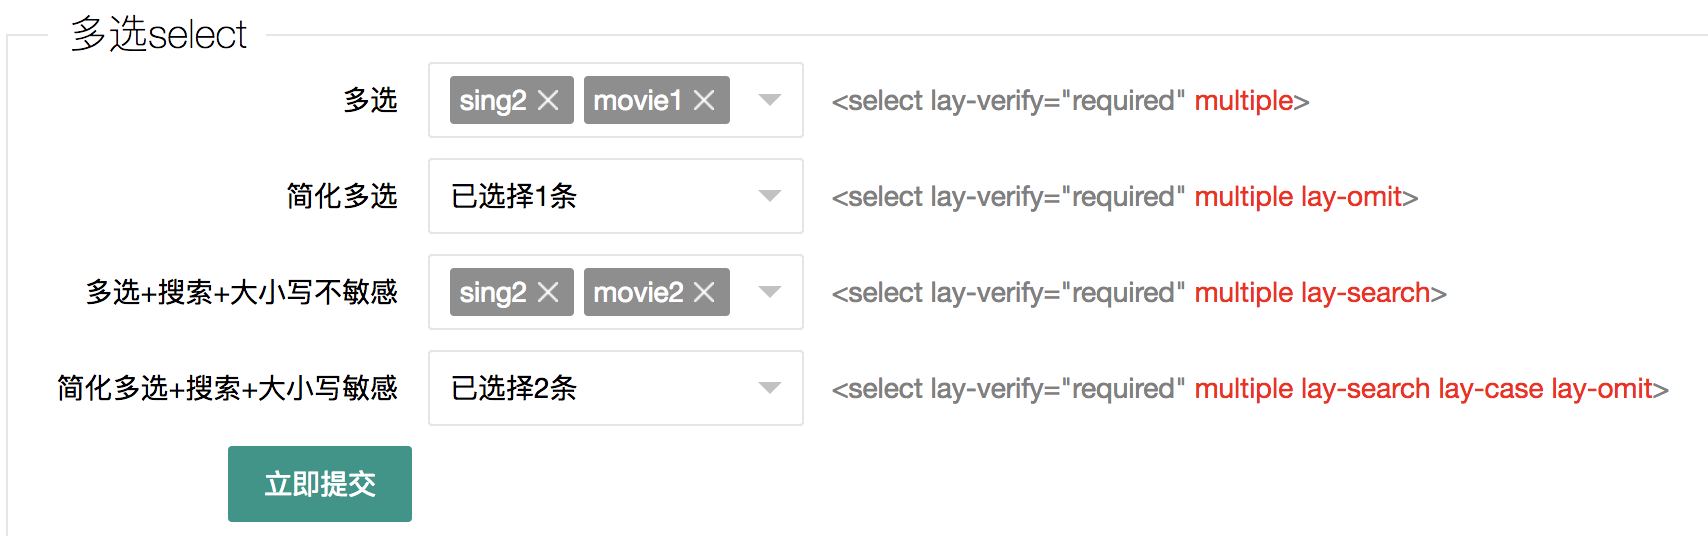 多选select
多选 sing2 movie1 <select lay-verify="required" multiple>
简化多选 已选择1条 <select lay-verify="required" multiple lay-omit>
多选+搜索+大小写不敏感 sing2 movie2 <select lay-verify="required" multiple lay-search>
简化多选+搜索+大小写敏感 已选择2条 <select lay-verify="required" multiple lay-search lay-case lay-omit>
立即提交